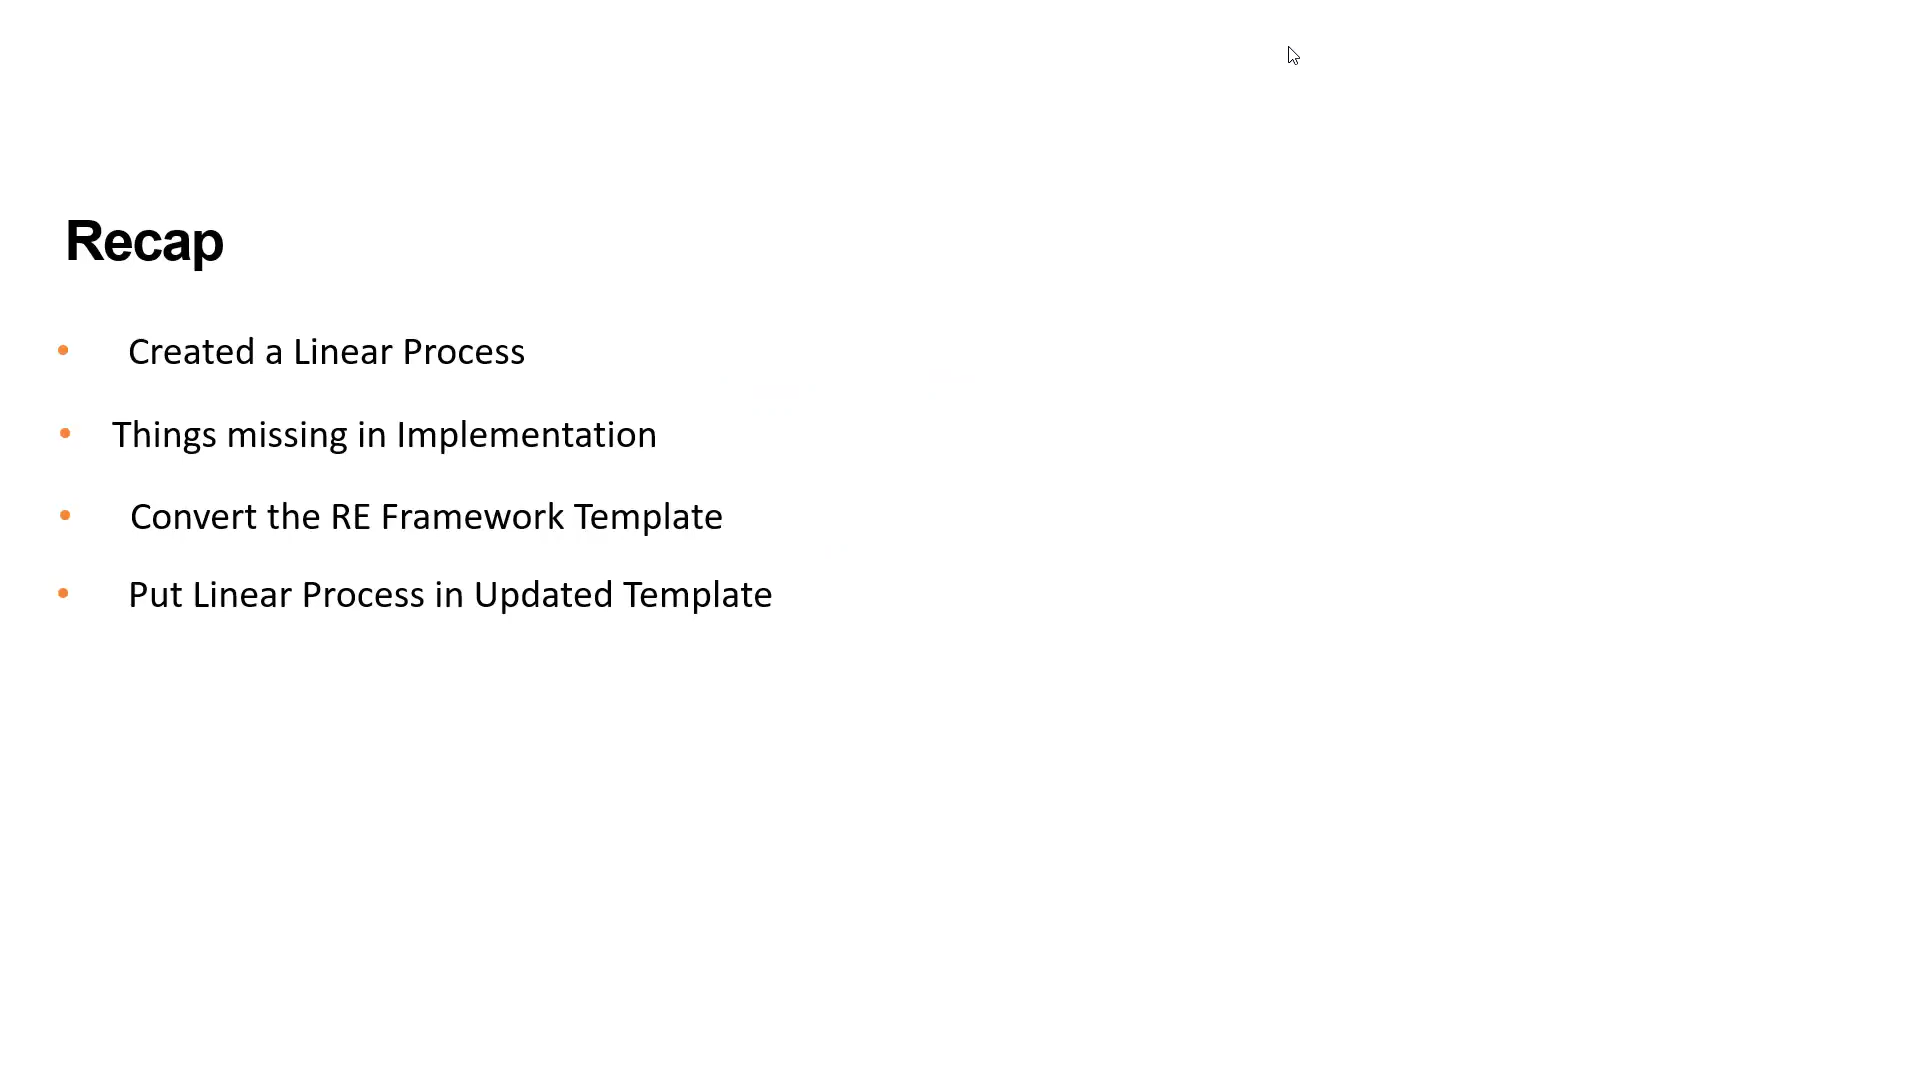 Recap
• Created a Linear Process
• Things missing in Implementation
• Convert the RE Framework Template
• Put Linear Process in Updated Template